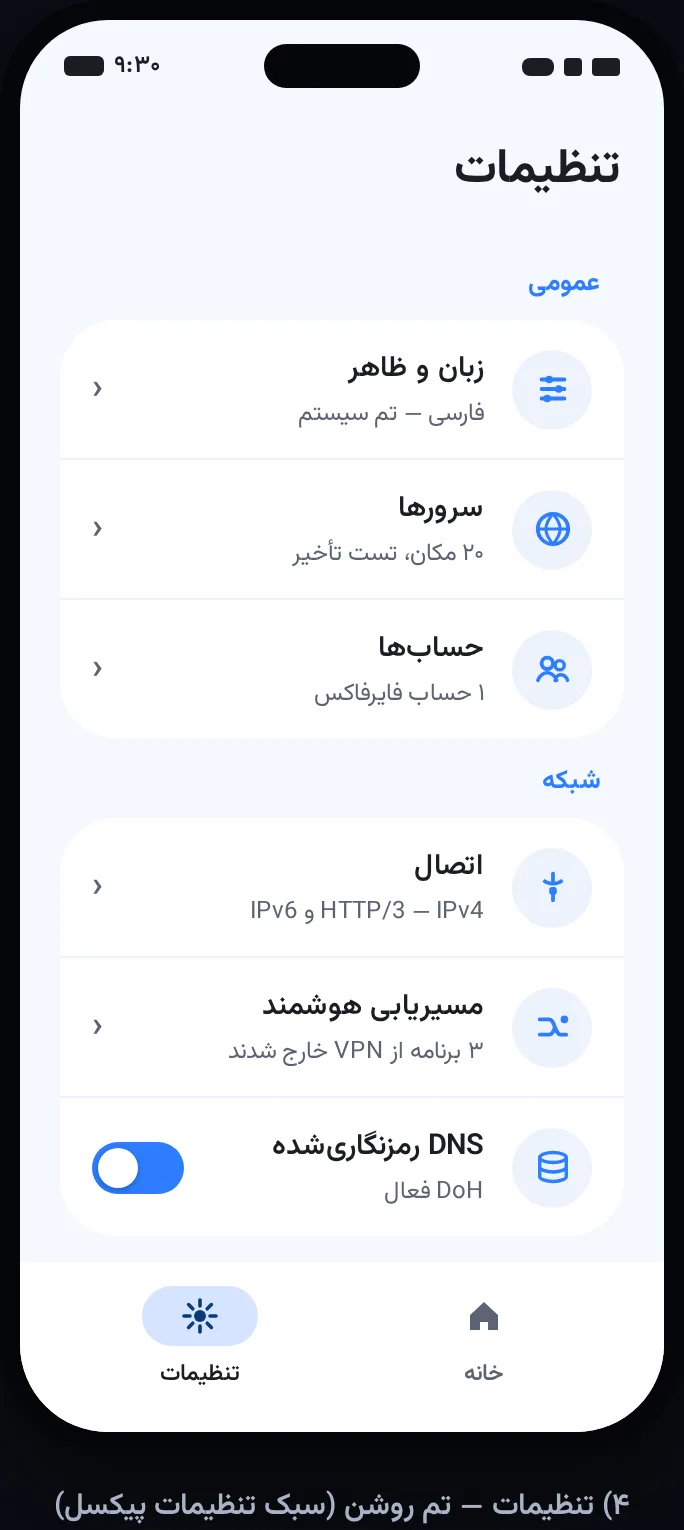 ۹:۳۰
تنظیمات
عمومی
زبان و ظاهر
فارسی — تم سیستم
سرورها
۲۰ مکان، تست تأخیر
حساب‌ها
۱ حساب فایرفاکس
شبکه
اتصال
HTTP/3 — IPv4 و IPv6
مسیریابی هوشمند
۳ برنامه از VPN خارج شدند
DNS رمزنگاری‌شده
DoH فعال
خانه
تنظیمات
۴) تنظیمات — تم روشن (سبک تنظیمات پیکسل)